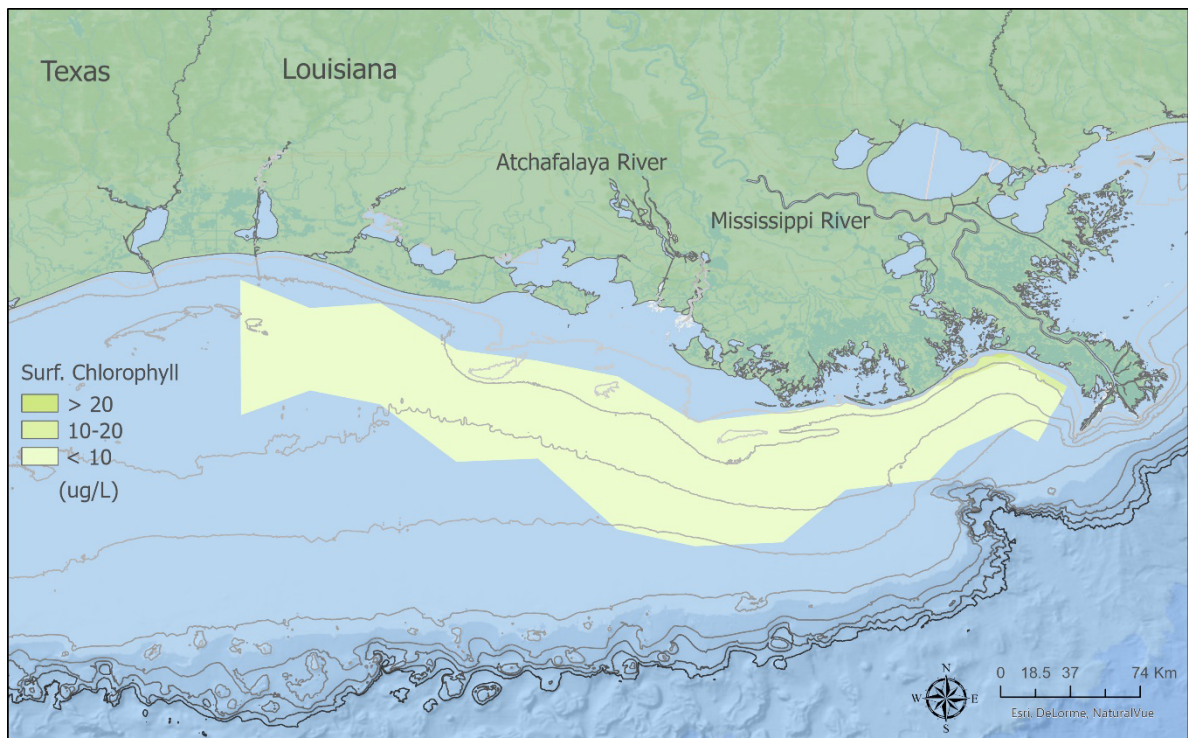 Texas
Louisiana
Atchafalaya River
Mississippi River
Surf. Chlorophyll
> 20
10-20
< 10
(ug/L)
N
W E
S
0 18.5 37 74 Km
Esri, DeLorme, NaturalVue